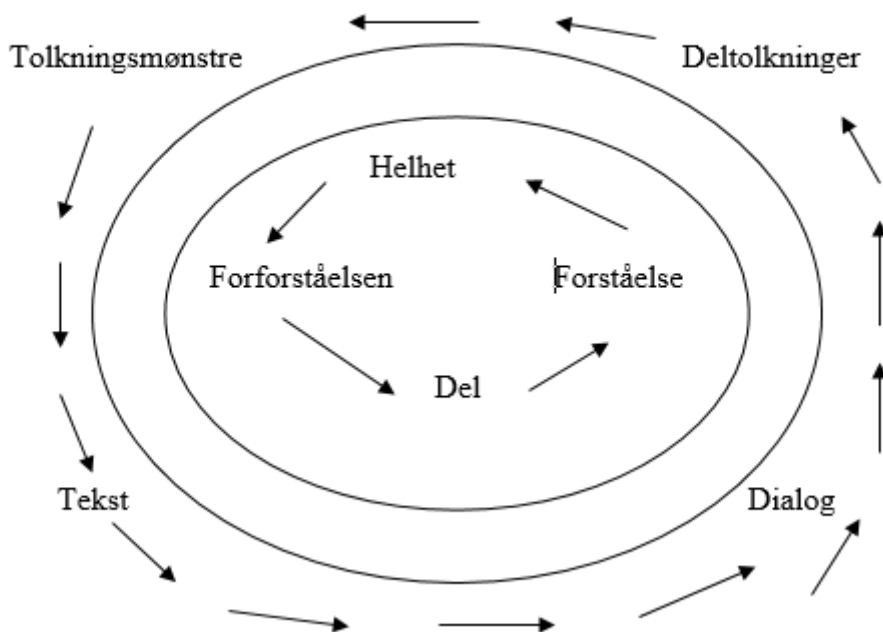 Tolkningsmønstre
Deltolkninger
Helhet
Forforståelsen
Forståelse
Del
Tekst
Dialog